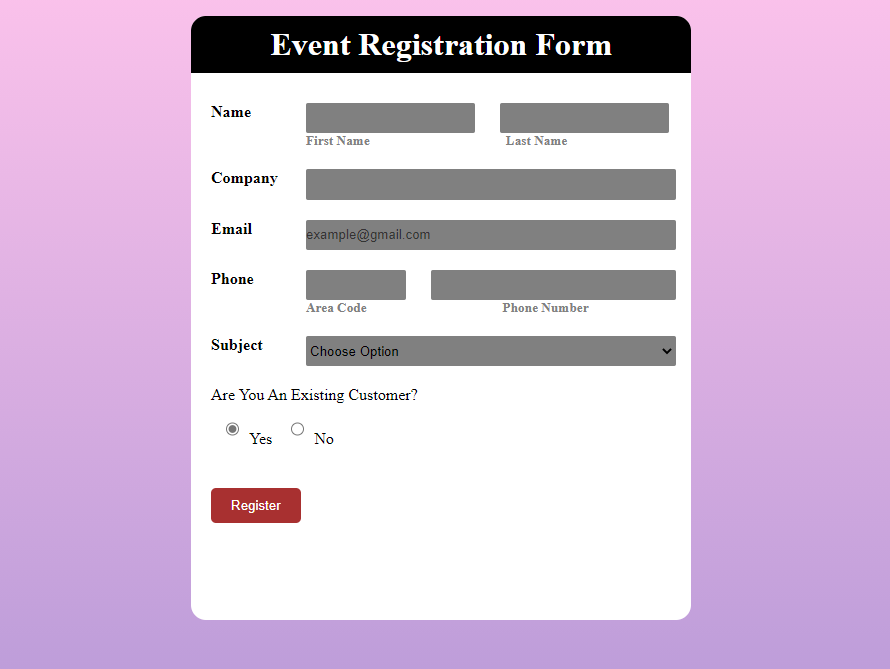 Event Registration Form
Name
First Name Last Name
Company
Email example@gmail.com
Phone
Area Code Phone Number
Subject Choose Option
Are You An Existing Customer?
Yes No
Register